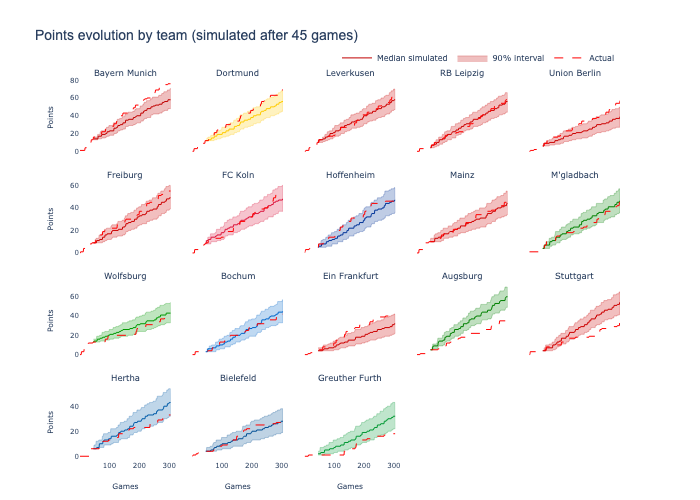 Points evolution by team (simulated after 45 games)
Median simulated 90% interval Actual
Bayern Munich Dortmund Leverkusen RB Leipzig Union Berlin
80
60
40
20
0
Points
Freiburg FC Koln Hoffenheim Mainz M'gladbach
60
40
20
0
Points
Wolfsburg Bochum Ein Frankfurt Augsburg Stuttgart
60
40
20
0
Points
Hertha Bielefeld Greuther Furth
40
20
0
Points
100 200 300 100 200 300 100 200 300
Games Games